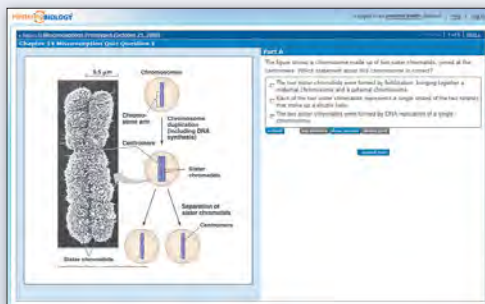 BIOLOGY
Chapter 13 Misconception Quiz Question 1
Part A
The figure shows a chromosome made up of two sister chromatids, joined at the
centromere. Which statement about this chromosome is correct?
The two sister chromatids were formed by fertilization, bringing together a
maternal chromosome and a paternal chromosome.
Each of the two sister chromatids represents a single strand of the two strands
that make up a double helix.
The two sister chromatids were formed by DNA replication of a single
chromosome.
0.5 µm
Chromosomes
Chromo-
some arm
Chromosome
duplication
(including DNA
synthesis)
Centromere
Sister
chromatids
Separation of
sister chromatids
Centromere
Sister chromatids